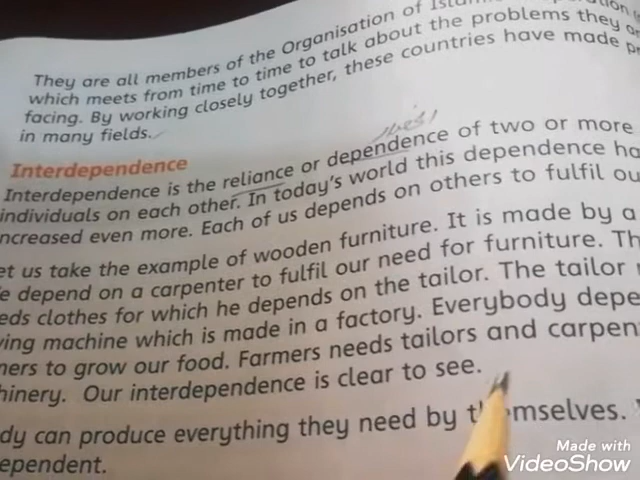 They are all members of the Organisation of
which meets from time to time to talk about the problems they
facing. By working closely together, these countries have made
in many fields.
Interdependence
Interdependence is the reliance or dependence of two or more
individuals on each other. In today's world this dependence
ncreased even more. Each of us depends on others to fulfil
et us take the example of wooden furniture. It is made by a
e depend on a carpenter to fulfil our need for furniture.
eds clothes for which he depends on the tailor. The tailor
ing machine which is made in a factory. Everybody depe
ners to grow our food. Farmers needs tailors and carpen
hinery. Our interdependence is clear to see.
dy can produce everything they need by themselves.
ependent.
Made with
VideoShow